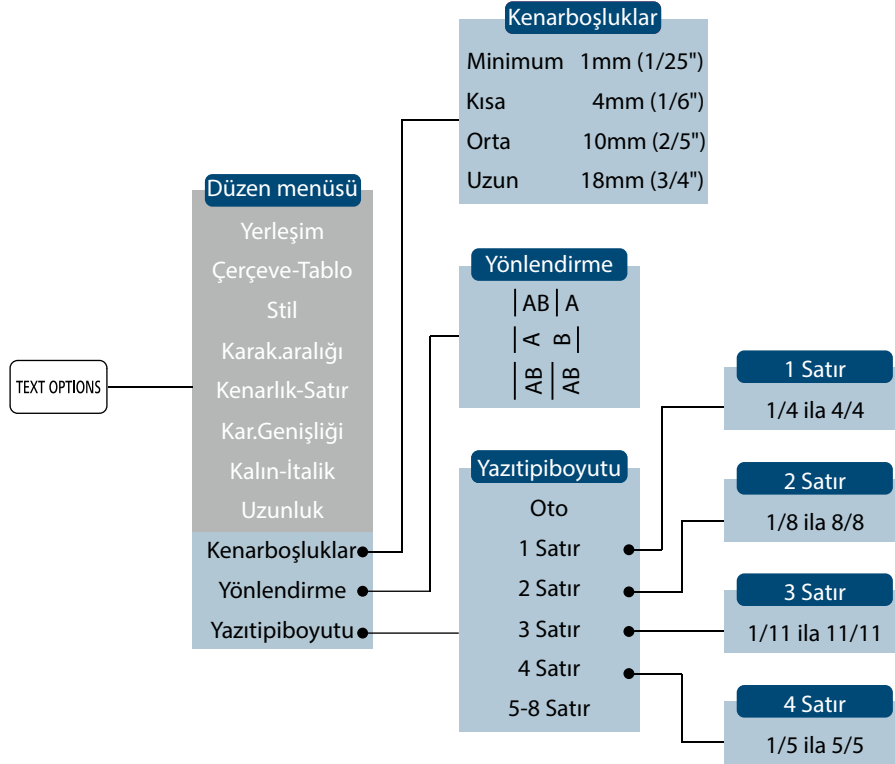 TEXT OPTIONS
Düzen menüsü
Yerleşim
Çerçeve-Tablo
Stil
Karak.aralığı
Kenarlık-Satır
Kar.Genişliği
Kalın-İtalik
Uzunluk
Kenarboşluklar
Yönlendirme
Yazıtipiboyutu
Kenarboşluklar
Minimum 1mm (1/25")
Kısa 4mm (1/6")
Orta 10mm (2/5")
Uzun 18mm (3/4")
Yönlendirme
|AB|A
|A B|
|AB|AB
Yazıtipiboyutu
Oto
1 Satır
2 Satır
3 Satır
4 Satır
5-8 Satır
1 Satır
1/4 ila 4/4
2 Satır
1/8 ila 8/8
3 Satır
1/11 ila 11/11
4 Satır
1/5 ila 5/5